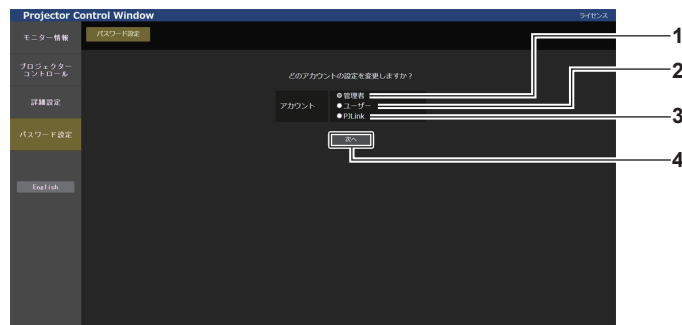 Projector Control Window
ライセンス
モニター情報
パスワード設定
1
プロジェクター
コントロール
どのアカウントの設定を変更しますか？
2
詳細設定
アカウント
管理者
ユーザー
PJLink
3
パスワード設定
次へ
4
English